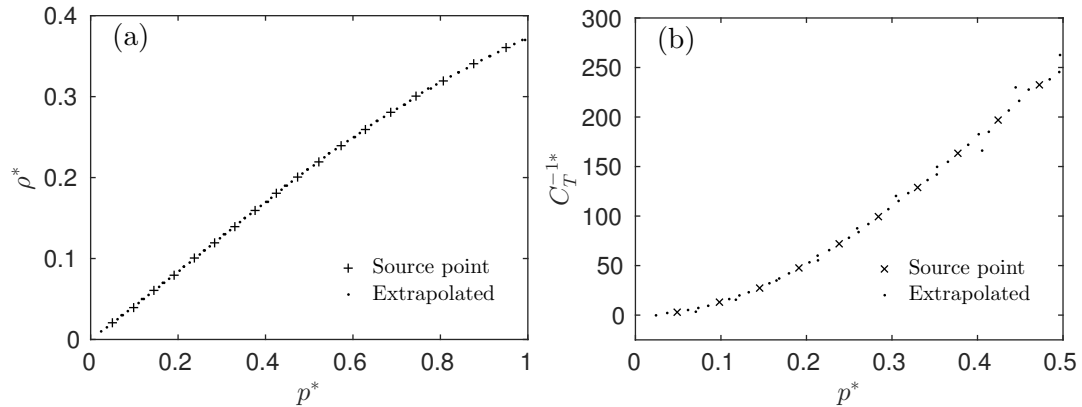 (a)
0.4
0.3
0.2
0.1
0
ρ*
0 0.2 0.4 0.6 0.8 1
p*
+ Source point
· Extrapolated
(b)
300
250
200
150
100
50
0
C_T^{-1*}
0 0.1 0.2 0.3 0.4 0.5
p*
× Source point
· Extrapolated